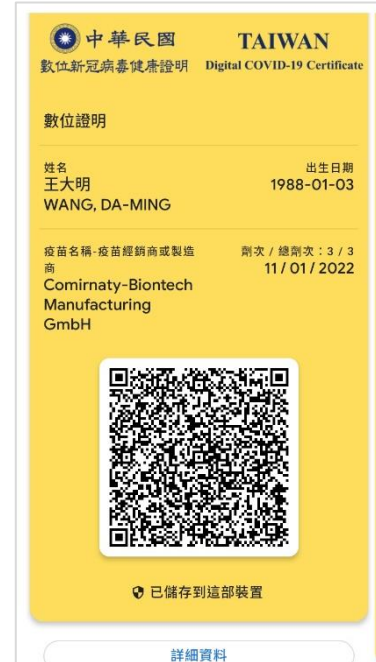 中華民國
TAIWAN
數位新冠病毒健康證明
Digital COVID-19 Certificate
數位證明
姓名
出生日期
王大明
1988-01-03
WANG, DA-MING
疫苗名稱-疫苗經銷商或製造
商
劑次 / 總劑次：3 / 3
11 / 01 / 2022
Comirnaty-Biontech
Manufacturing
GmbH
已儲存到這部裝置
詳細資料